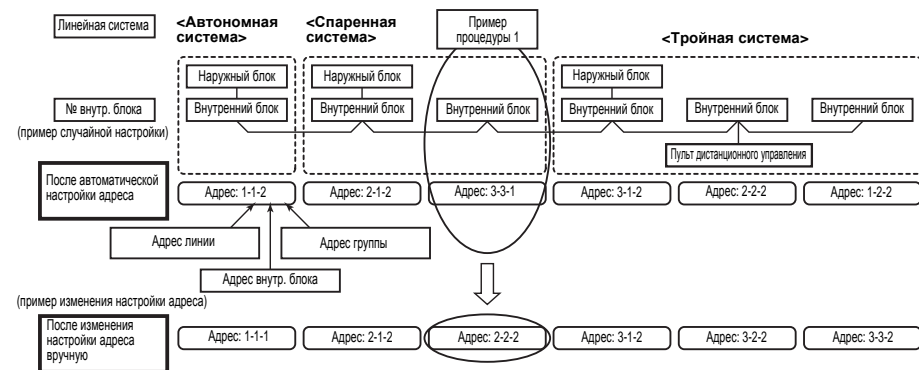 Линейная система
<Автономная
система>
<Спаренная
система>
Пример
процедуры 1
<Тройная система>
Наружный блок
Наружный блок
Наружный блок
№ внутр. блока
Внутренний блок
Внутренний блок
Внутренний блок
Внутренний блок
Внутренний блок
Внутренний блок
(пример случайной настройки)
Пульт дистанционного управления
После автоматической
настройки адреса
Адрес: 1-1-2
Адрес: 2-1-2
Адрес: 3-3-1
Адрес: 3-1-2
Адрес: 2-2-2
Адрес: 1-2-2
Адрес линии
Адрес группы
Адрес внутр. блока
(пример изменения настройки адреса)
После изменения
настройки адреса
вручную
Адрес: 1-1-1
Адрес: 2-1-2
Адрес: 2-2-2
Адрес: 3-1-2
Адрес: 3-2-2
Адрес: 3-3-2